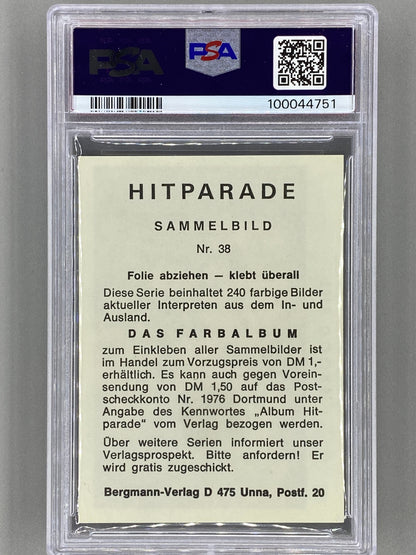 PSA
PSA
100044751
HITPARADE
SAMMELBILD
Nr. 38
Folie abziehen — klebt überall
Diese Serie beinhaltet 240 farbige Bilder
aktueller Interpreten aus dem In- und
Ausland.
DAS FARBALBUM
zum Einkleben aller Sammelbilder ist
im Handel zum Vorzugspreis von DM 1,-
erhältlich. Es kann auch gegen Vorein-
sendung von DM 1,50 auf das Post-
scheckkonto Nr. 1976 Dortmund unter
Angabe des Kennwortes „Album Hit-
parade" vom Verlag bezogen werden.
Über weitere Serien informiert unser
Verlagsprospekt. Bitte anfordern! Er
wird gratis zugeschickt.
Bergmann-Verlag D 475 Unna, Postf. 20